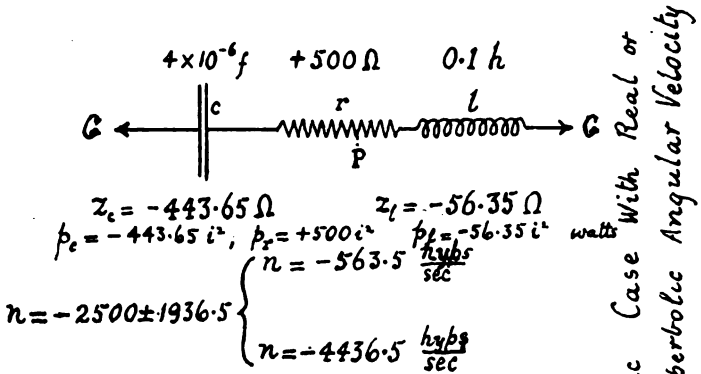 4×10⁻⁶f +500Ω 0·1 h
c r l
G G
P
z_c = -443·65 Ω z_l = -56·35 Ω
p_c = -443·65 i², p_r = +500 i² p_l = -56·35 i² watts
n = -563·5 hyps/sec
n = -2500 ± 1936·5
n = -4436·5 hyps/sec
Case With Real or
Angular Velocity